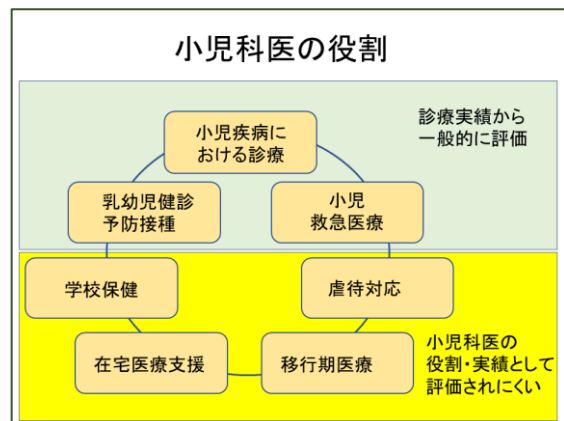 小児科医の役割
診療実績から
一般的に評価
小児疾病に
おける診療
乳幼児健診
予防接種
小児
救急医療
学校保健
虐待対応
在宅医療支援
移行期医療
小児科医の
役割・実績として
評価されにくい